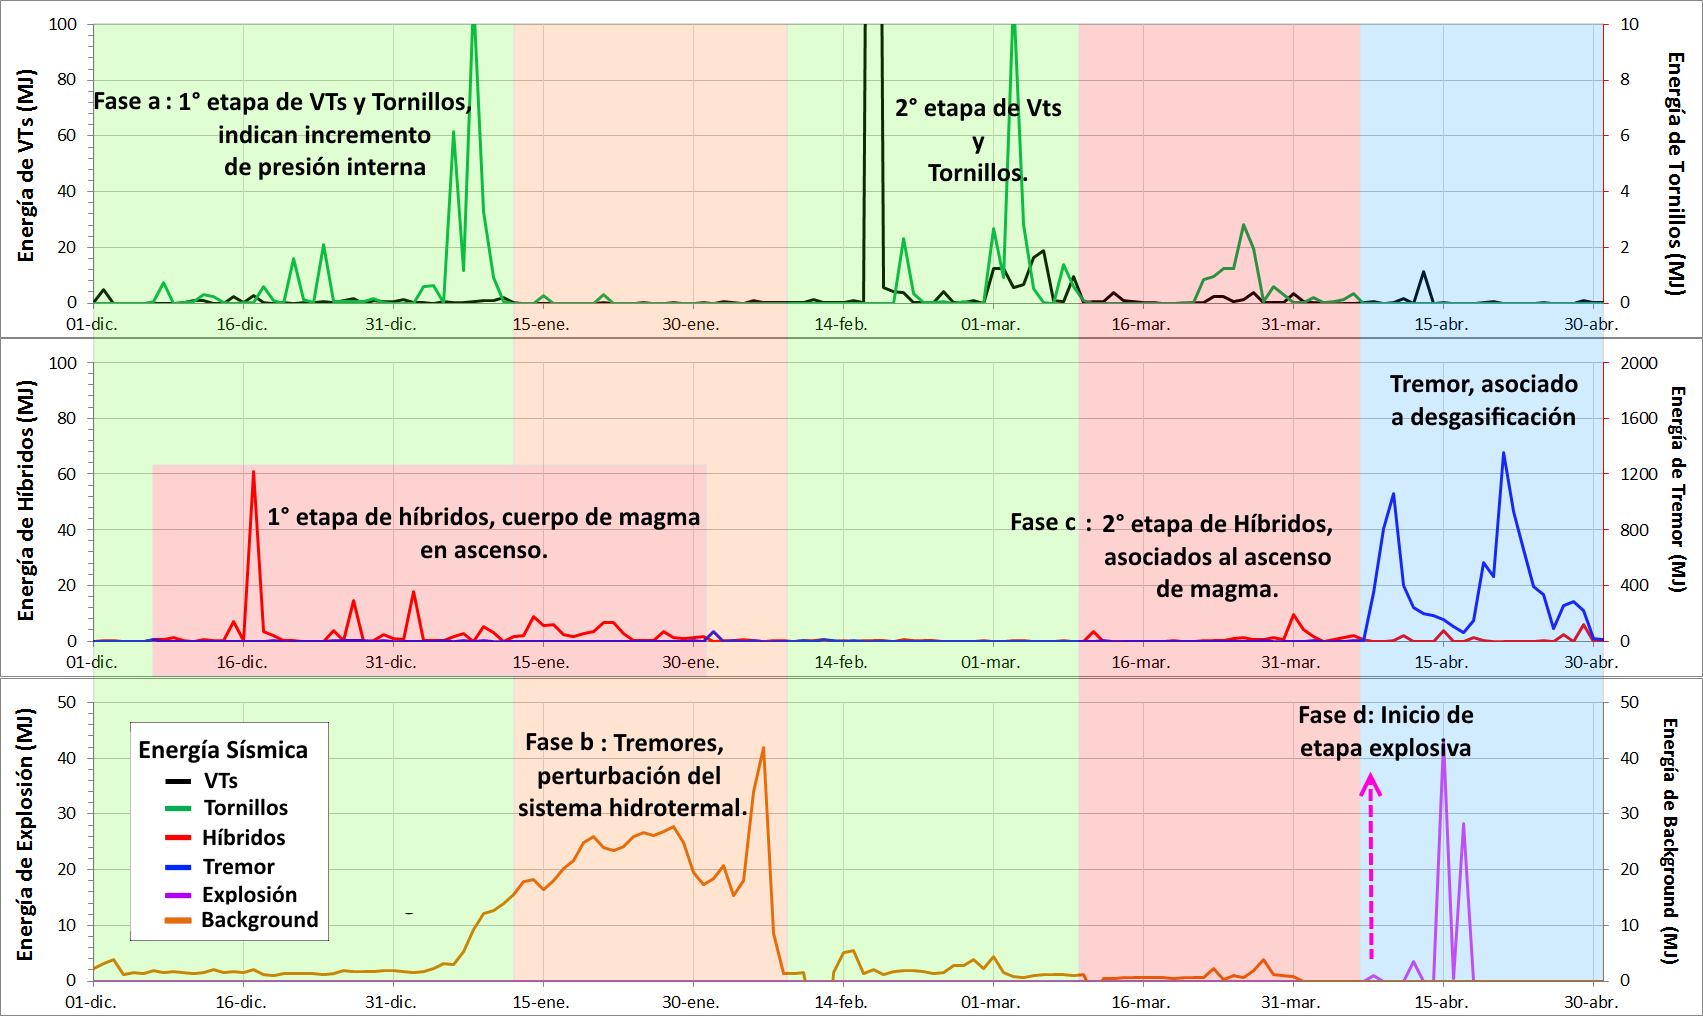 100
80
60
40
20
0
Energía de VTs (MJ)
10
8
6
4
2
0
Energía de Tornillos (MJ)
Fase a : 1° etapa de VTs y Tornillos,
indican incremento
de presión interna
2° etapa de Vts
y
Tornillos.
01-dic. 16-dic. 31-dic. 15-ene. 30-ene. 14-feb. 01-mar. 16-mar. 31-mar. 15-abr. 30-abr.
100
80
60
40
20
0
Energía de Híbridos (MJ)
2000
1600
1200
800
400
0
Energía de Tremor (MJ)
Tremor, asociado
a desgasificación
1° etapa de híbridos, cuerpo de magma
en ascenso.
Fase c : 2° etapa de Híbridos,
asociados al ascenso
de magma.
01-dic. 16-dic. 31-dic. 15-ene. 30-ene. 14-feb. 01-mar. 16-mar. 31-mar. 15-abr. 30-abr.
50
40
30
20
10
0
Energía de Explosión (MJ)
50
40
30
20
10
0
Energía de Background (MJ)
Energía Sísmica
VTs
Tornillos
Híbridos
Tremor
Explosión
Background
Fase b : Tremores,
perturbación del
sistema hidrotermal.
Fase d: Inicio de
etapa explosiva
01-dic. 16-dic. 31-dic. 15-ene. 30-ene. 14-feb. 01-mar. 16-mar. 31-mar. 15-abr. 30-abr.